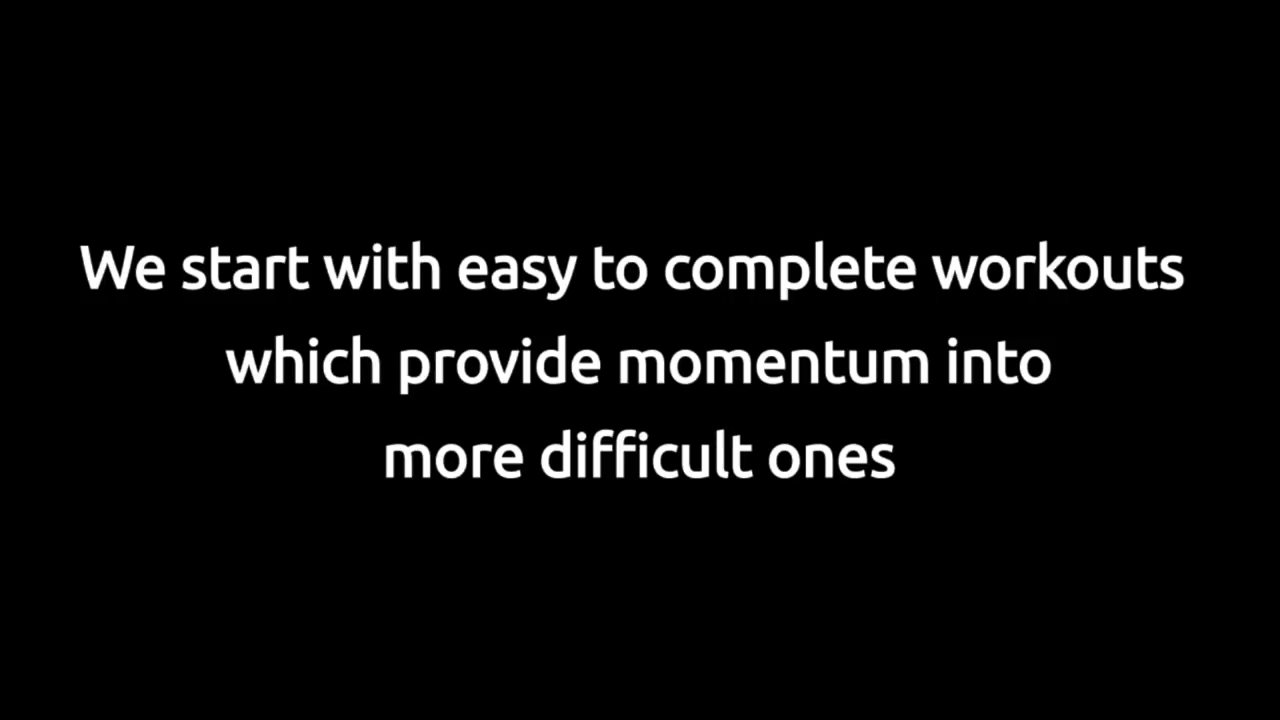 We start with easy to complete workouts
which provide momentum into
more difficult ones